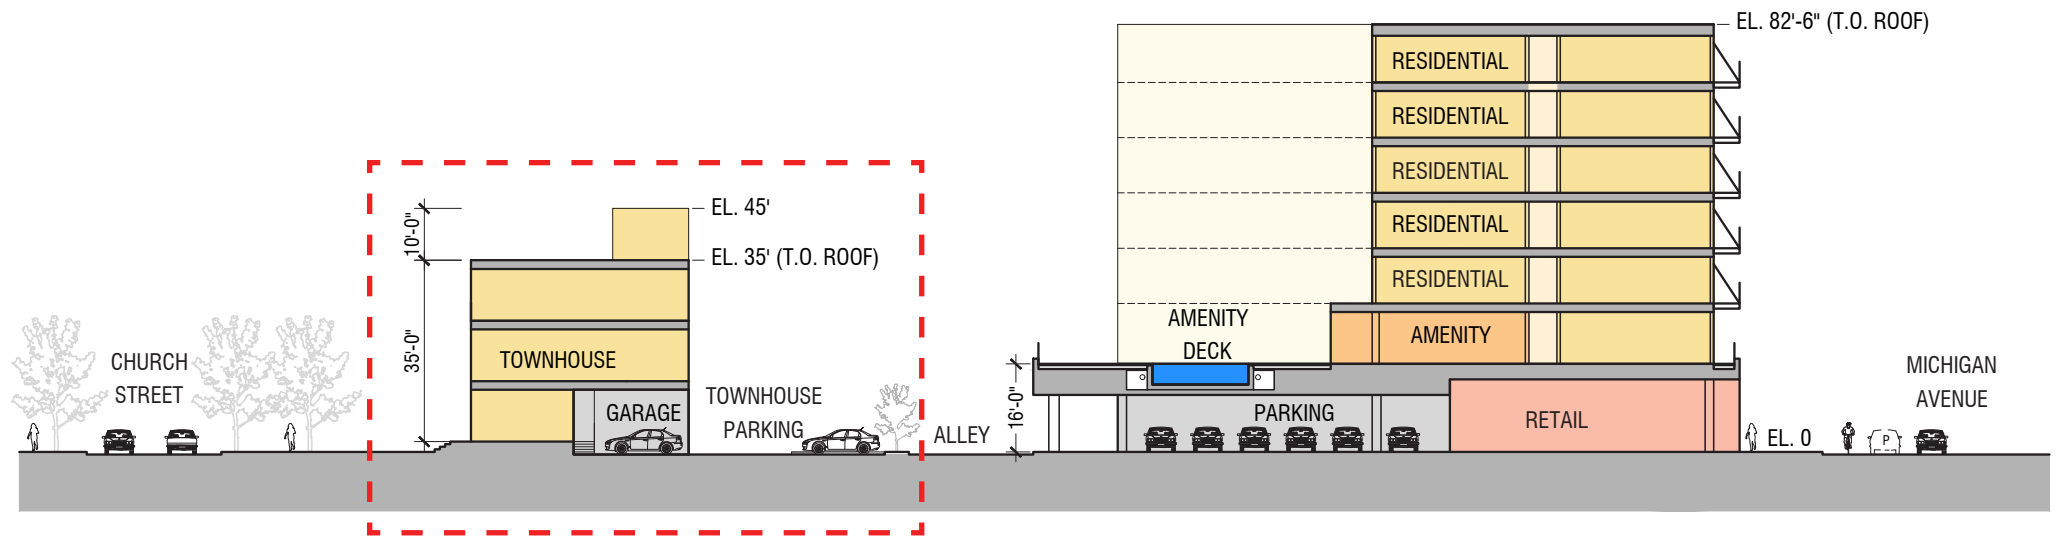 EL. 82'-6" (T.O. ROOF)
RESIDENTIAL
RESIDENTIAL
RESIDENTIAL
RESIDENTIAL
RESIDENTIAL
EL. 45'
10'-0"
EL. 35' (T.O. ROOF)
35'-0"
TOWNHOUSE
GARAGE
TOWNHOUSE
PARKING
CHURCH
STREET
ALLEY
AMENITY
DECK
AMENITY
16'-0"
PARKING
RETAIL
EL. 0
P
MICHIGAN
AVENUE